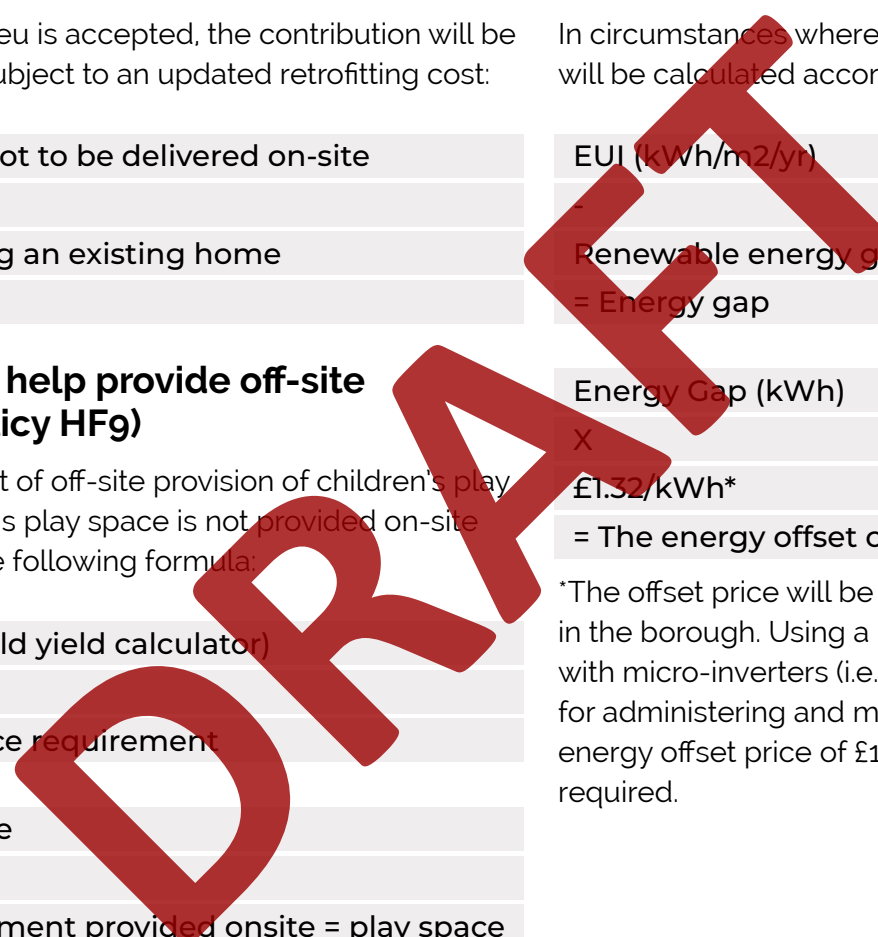 eu is accepted, the contribution will be
ubject to an updated retrofitting cost:
ot to be delivered on-site
g an existing home
help provide off-site
icy HF9)
t of off-site provision of children's play
s play space is not provided on-site
e following formula:
ld yield calculator)
ce requirement
e
ment provided onsite = play space
In circumstances where
will be calculated accor
EUI (kWh/m2/yr)
-
Renewable energy g
= Energy gap
Energy Gap (kWh)
X
£1.32/kWh*
= The energy offset c
*The offset price will be
in the borough. Using a
with micro-inverters (i.e.
for administering and m
energy offset price of £1
required.
DRAFT